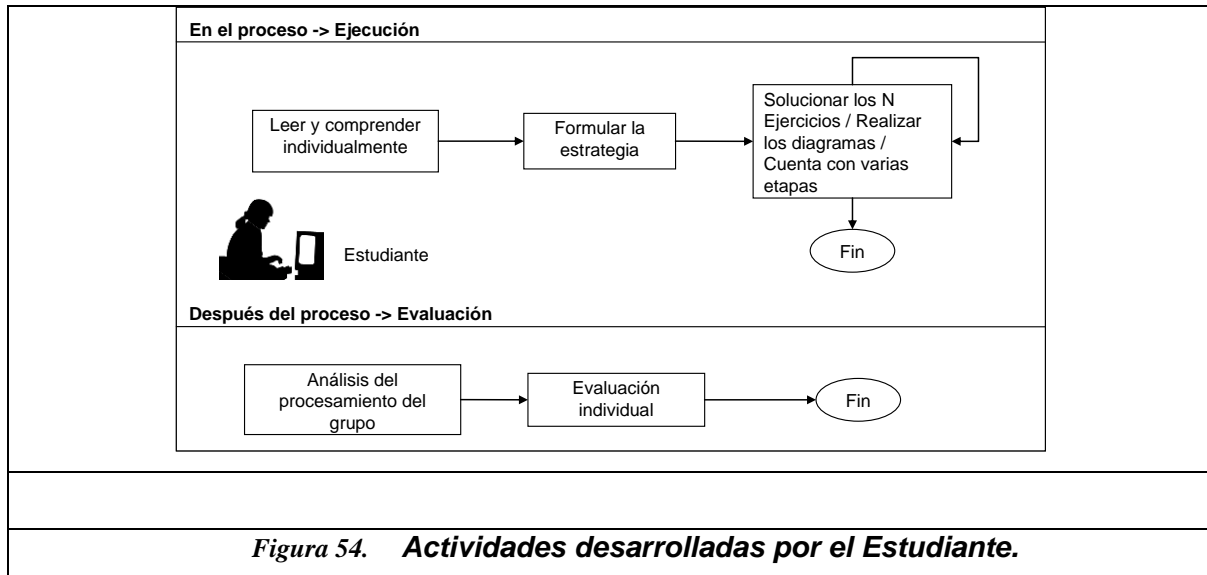 En el proceso -> Ejecución
Leer y comprender
individualmente
Formular la
estrategia
Solucionar los N
Ejercicios / Realizar
los diagramas /
Cuenta con varias
etapas
Fin
Estudiante
Después del proceso -> Evaluación
Análisis del
procesamiento del
grupo
Evaluación
individual
Fin
Figura 54. Actividades desarrolladas por el Estudiante.